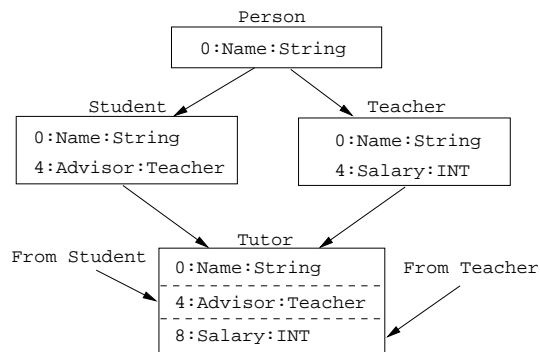 Person
0:Name:String
Student
Teacher
0:Name:String
4:Advisor:Teacher
0:Name:String
4:Salary:INT
Tutor
From Student
0:Name:String
From Teacher
4:Advisor:Teacher
8:Salary:INT